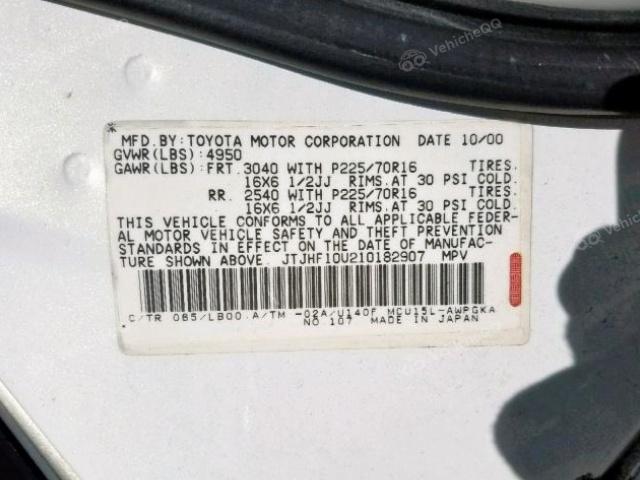 VehicleQQ
MFD.BY:TOYOTA MOTOR CORPORATION DATE 10/00
GVWR(LBS):4950
GAWR(LBS):FRT.3040 WITH P225/70R16 TIRES.
16X6 1/2JJ RIMS.AT 30 PSI COLD.
RR. 2540 WITH P225/70R16 TIRES.
16X6 1/2JJ RIMS.AT 30 PSI COLD.
THIS VEHICLE CONFORMS TO ALL APPLICABLE FEDER-
AL MOTOR VEHICLE SAFETY AND THEFT PREVENTION
STANDARDS IN EFFECT ON THE DATE OF MANUFAC-
TURE SHOWN ABOVE. JTJHF10U210182907 MPV
C/TR 0B5/LB00.A/TM -02A/U140F MCU15L-AWPGKA
NO.107 MADE IN JAPAN
VehicleQQ